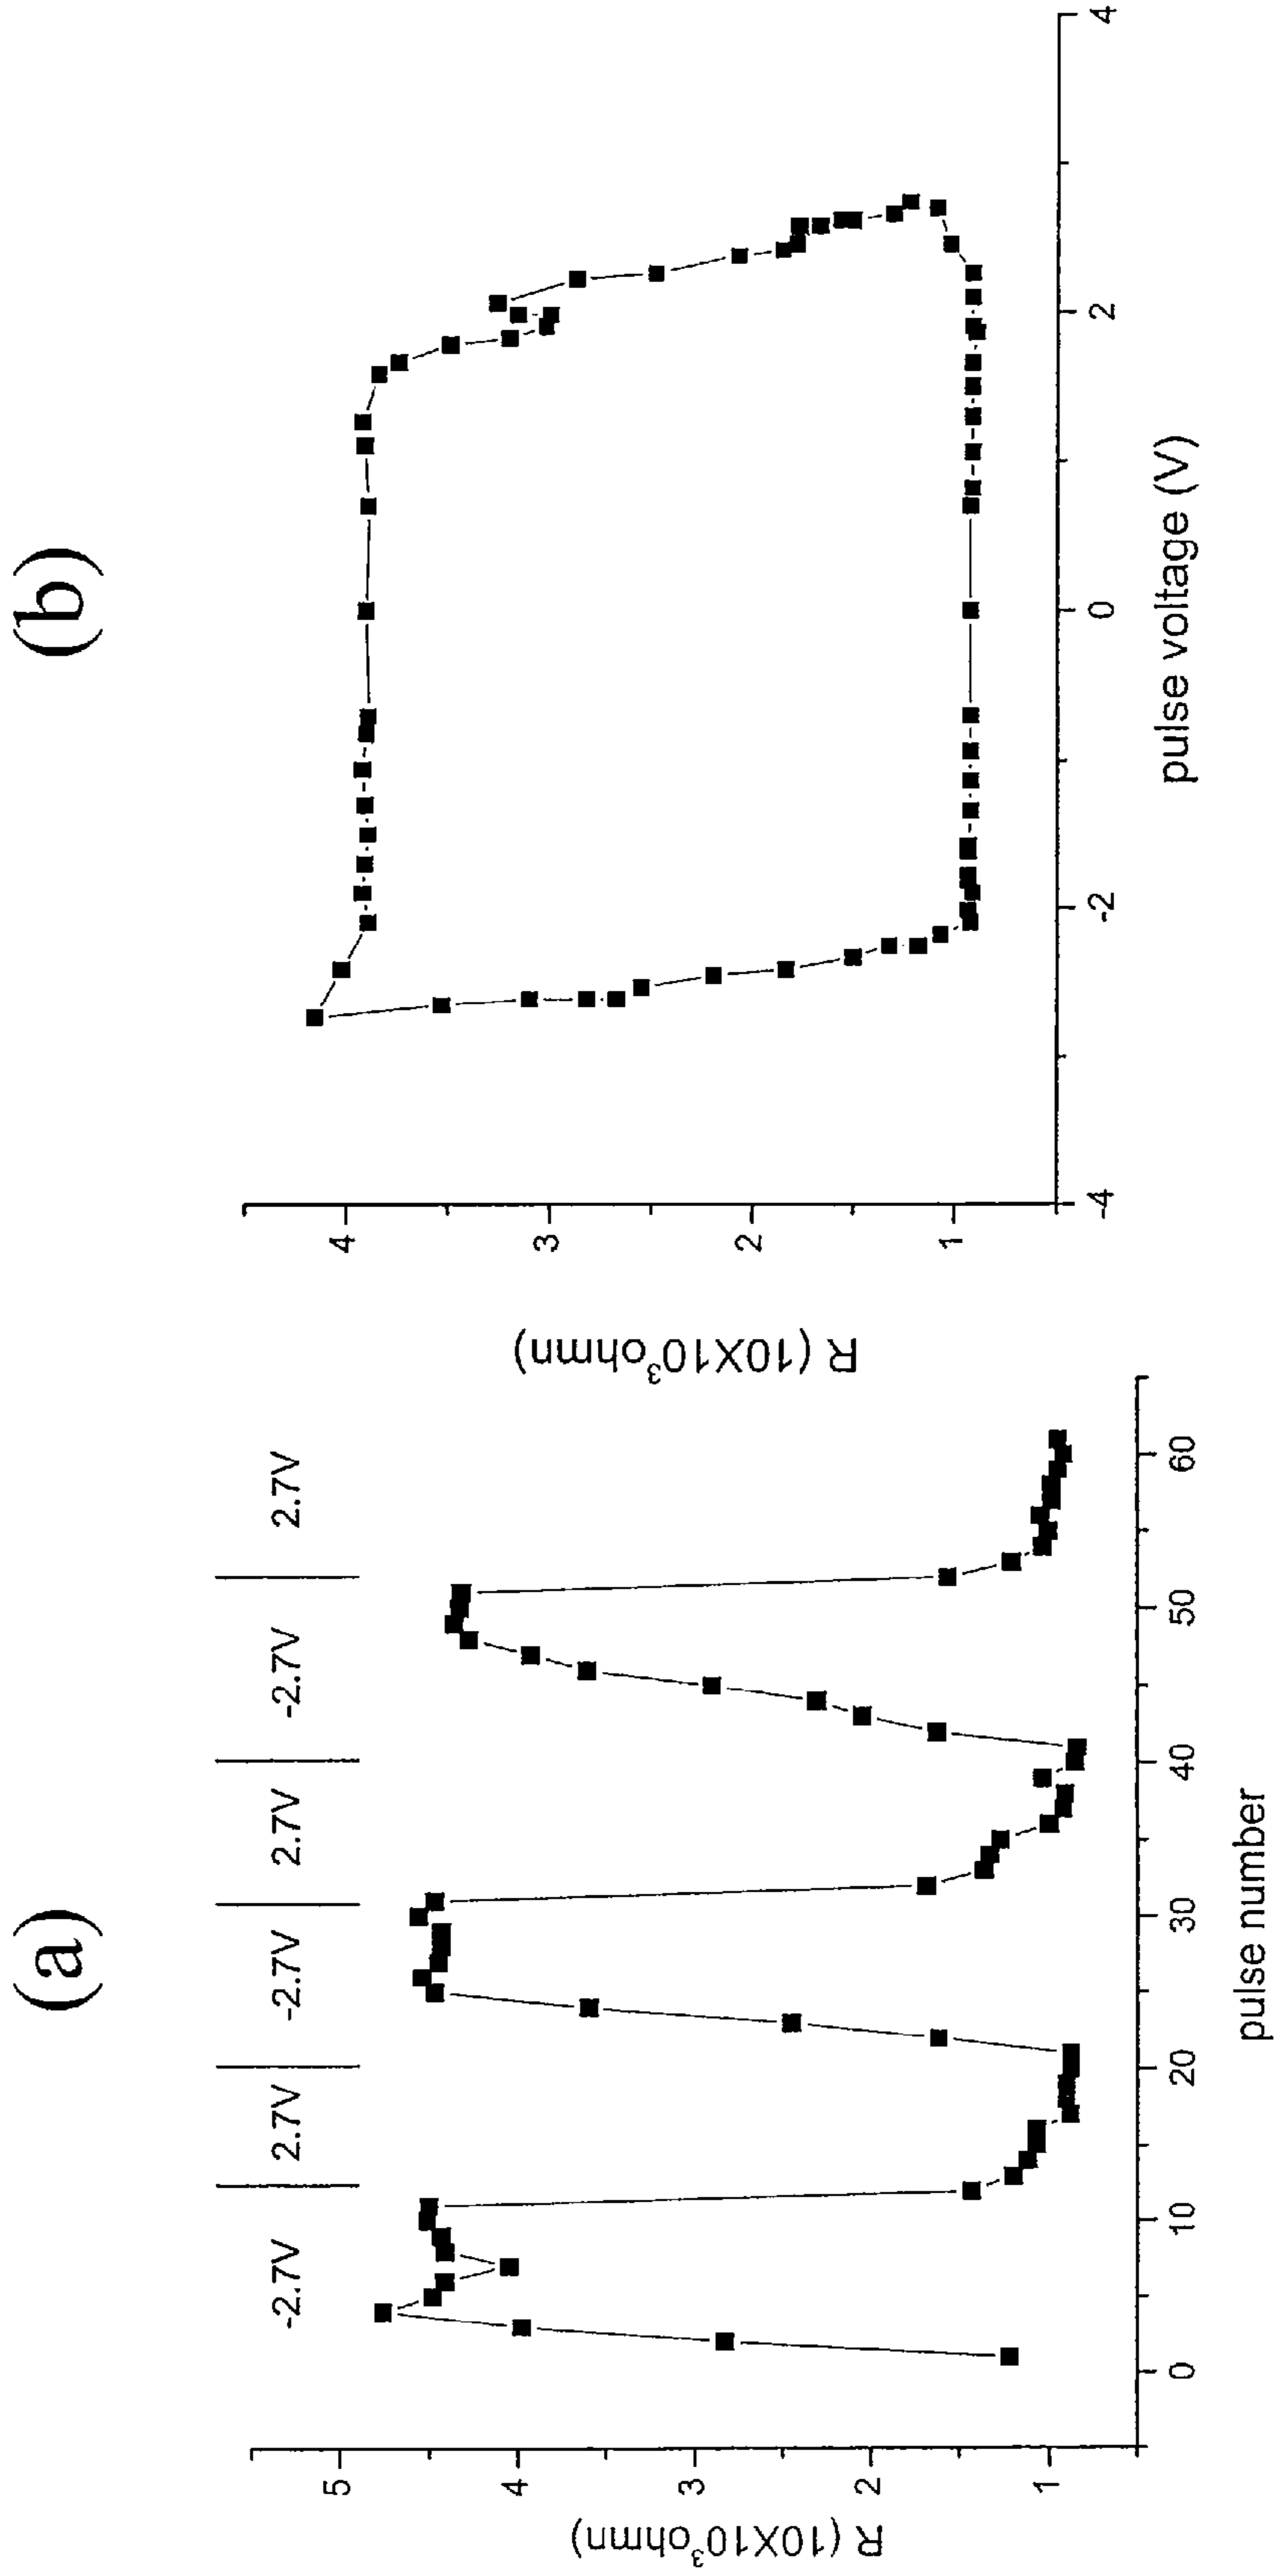 (a)
-2.7V 2.7V -2.7V 2.7V -2.7V 2.7V
5
4
3
2
1
R (10X10³ohmn)
0 10 20 30 40 50 60
pulse number
(b)
4
3
2
1
R (10X10³ohmn)
-4 -2 0 2 4
pulse voltage (V)